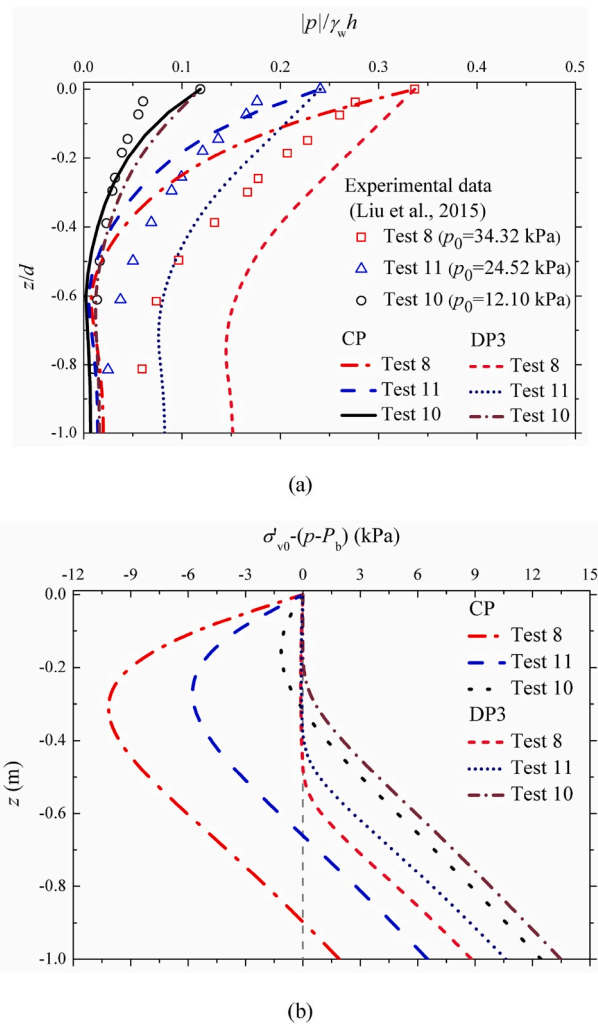 |p|/γwh
0.0 0.1 0.2 0.3 0.4 0.5
0.0
-0.2
-0.4
-0.6
-0.8
-1.0
z/d
Experimental data
(Liu et al., 2015)
Test 8 (p0=34.32 kPa)
Test 11 (p0=24.52 kPa)
Test 10 (p0=12.10 kPa)
CP DP3
Test 8 Test 8
Test 11 Test 11
Test 10 Test 10
(a)
σ'v0-(p-Pb) (kPa)
-12 -9 -6 -3 0 3 6 9 12 15
0.0
-0.2
-0.4
-0.6
-0.8
-1.0
z (m)
CP
Test 8
Test 11
Test 10
DP3
Test 8
Test 11
Test 10
(b)